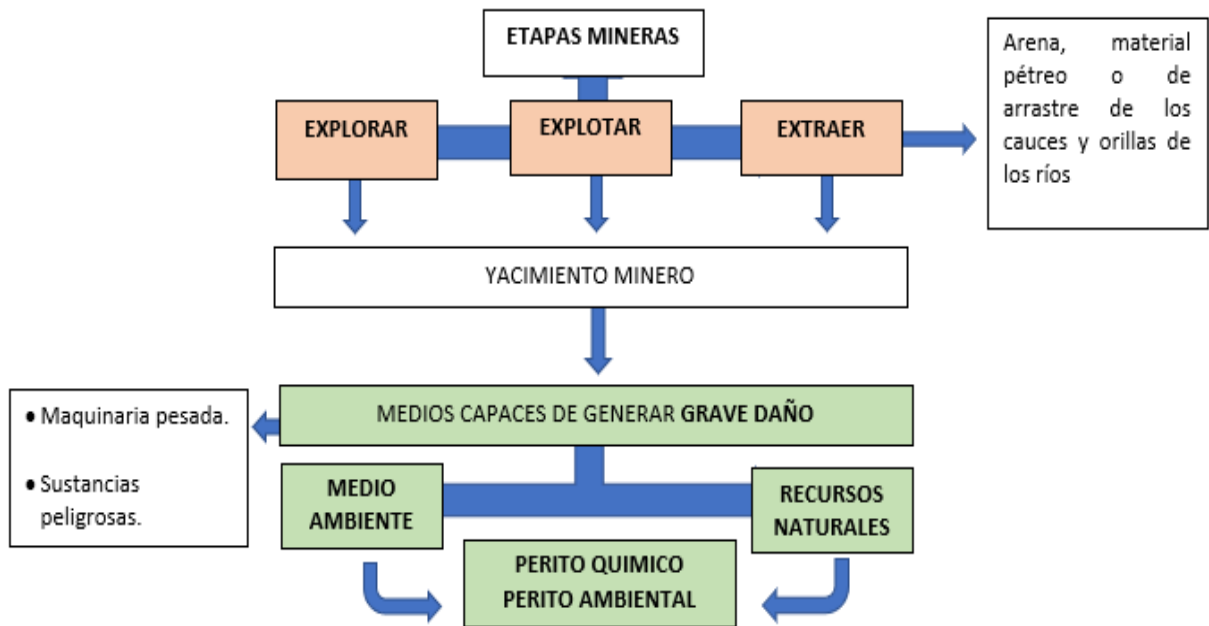 ETAPAS MINERAS
EXPLORAR
EXPLOTAR
EXTRAER
Arena, material
pétreo o de
arrastre de los
cauces y orillas de
los ríos
YACIMIENTO MINERO
MEDIOS CAPACES DE GENERAR GRAVE DAÑO
• Maquinaria pesada.
• Sustancias
peligrosas.
MEDIO
AMBIENTE
RECURSOS
NATURALES
PERITO QUIMICO
PERITO AMBIENTAL